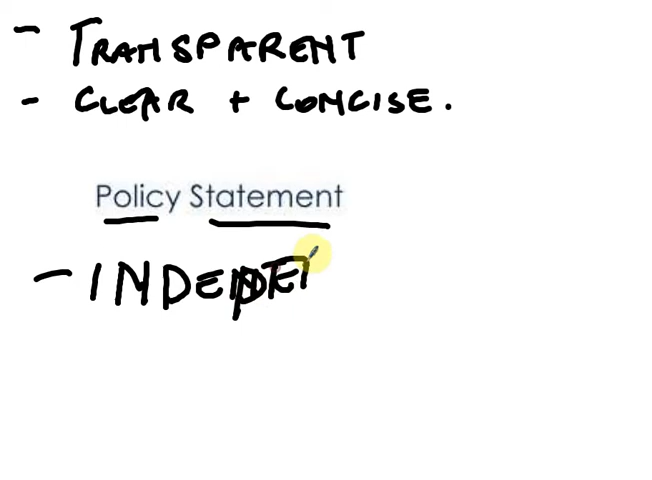 - TRANSPARENT
- CLEAR + CONCISE.
Policy Statement